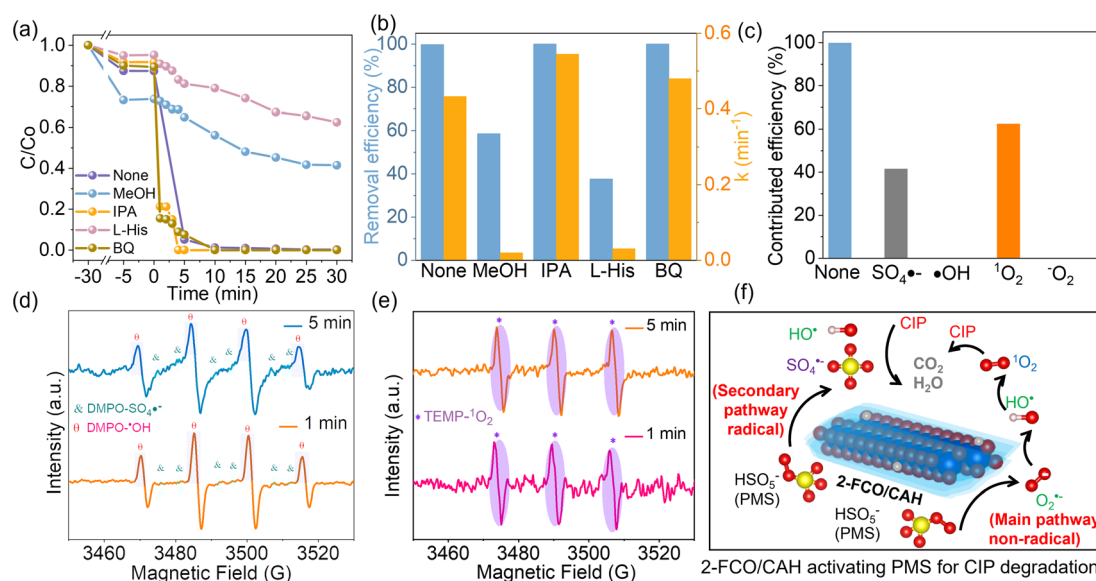 (a)
C/Co
1.0
0.8
0.6
0.4
0.2
0.0
None
MeOH
IPA
L-His
BQ
-30 -5 0 5 10 15 20 25 30
Time (min)
(b)
Removal efficiency (%)
100
80
60
40
20
0
None MeOH IPA L-His BQ
0.6
0.4
0.2
0.0
k (min⁻¹)
(c)
Contributed efficiency (%)
100
80
60
40
20
0
None SO₄•⁻ •OH ¹O₂ ⁻O₂
(d)
Intensity (a.u.)
θ θ θ θ
5 min
& & & & & &
& DMPO-SO₄•⁻
θ DMPO-•OH
θ θ θ θ
1 min
& & & & & &
3450 3480 3500 3530
Magnetic Field (G)
(e)
Intensity (a.u.)
* * *
5 min
* TEMP-¹O₂
* * *
1 min
3450 3480 3500 3530
Magnetic Field (G)
(f)
HO•
SO₄•⁻
CIP
CIP
CO₂
H₂O
¹O₂
HO•
(Secondary
pathway
radical)
HSO₅⁻
(PMS)
2-FCO/CAH
HSO₅⁻
(PMS)
O₂•⁻
(Main pathway
non-radical)
2-FCO/CAH activating PMS for CIP degradation